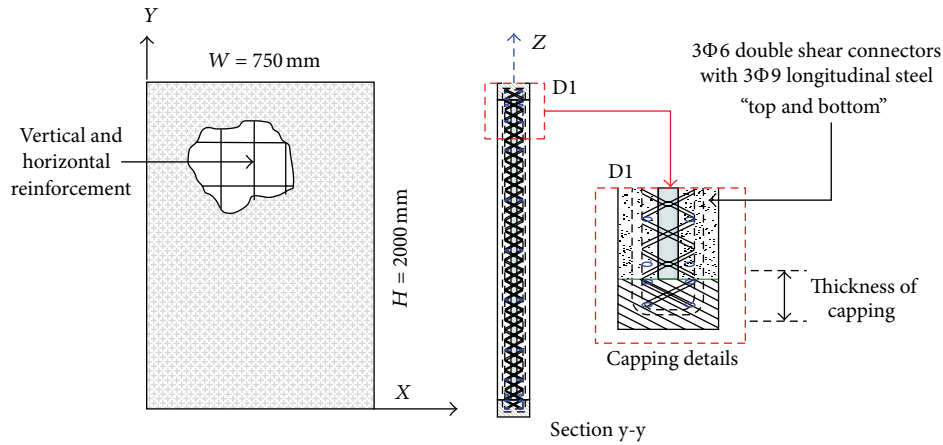 Y
W = 750 mm
Vertical and
horizontal
reinforcement
H = 2000 mm
X
Z
D1
Section y-y
3Φ6 double shear connectors
with 3Φ9 longitudinal steel
“top and bottom”
D1
Thickness of
capping
Capping details